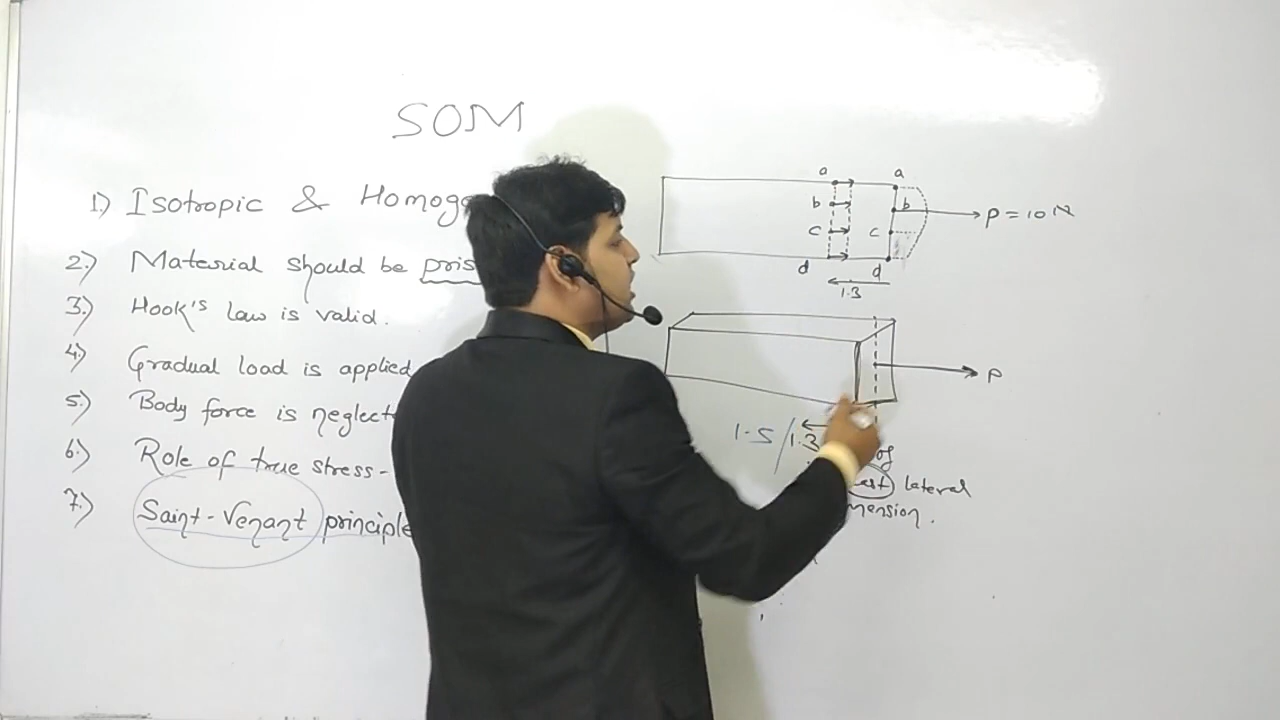 SOM
1) Isotropic & Homog
2.) Material should be pris
3.) Hook's law is valid.
4.) Gradual load is applied
5.) Body force is neglect
6.) Role of true stress-
7.) Saint-Venant principle
a a
b b
c c
d d
P = 10 N
1.3
P
1.5/1.3
lateral
mension.